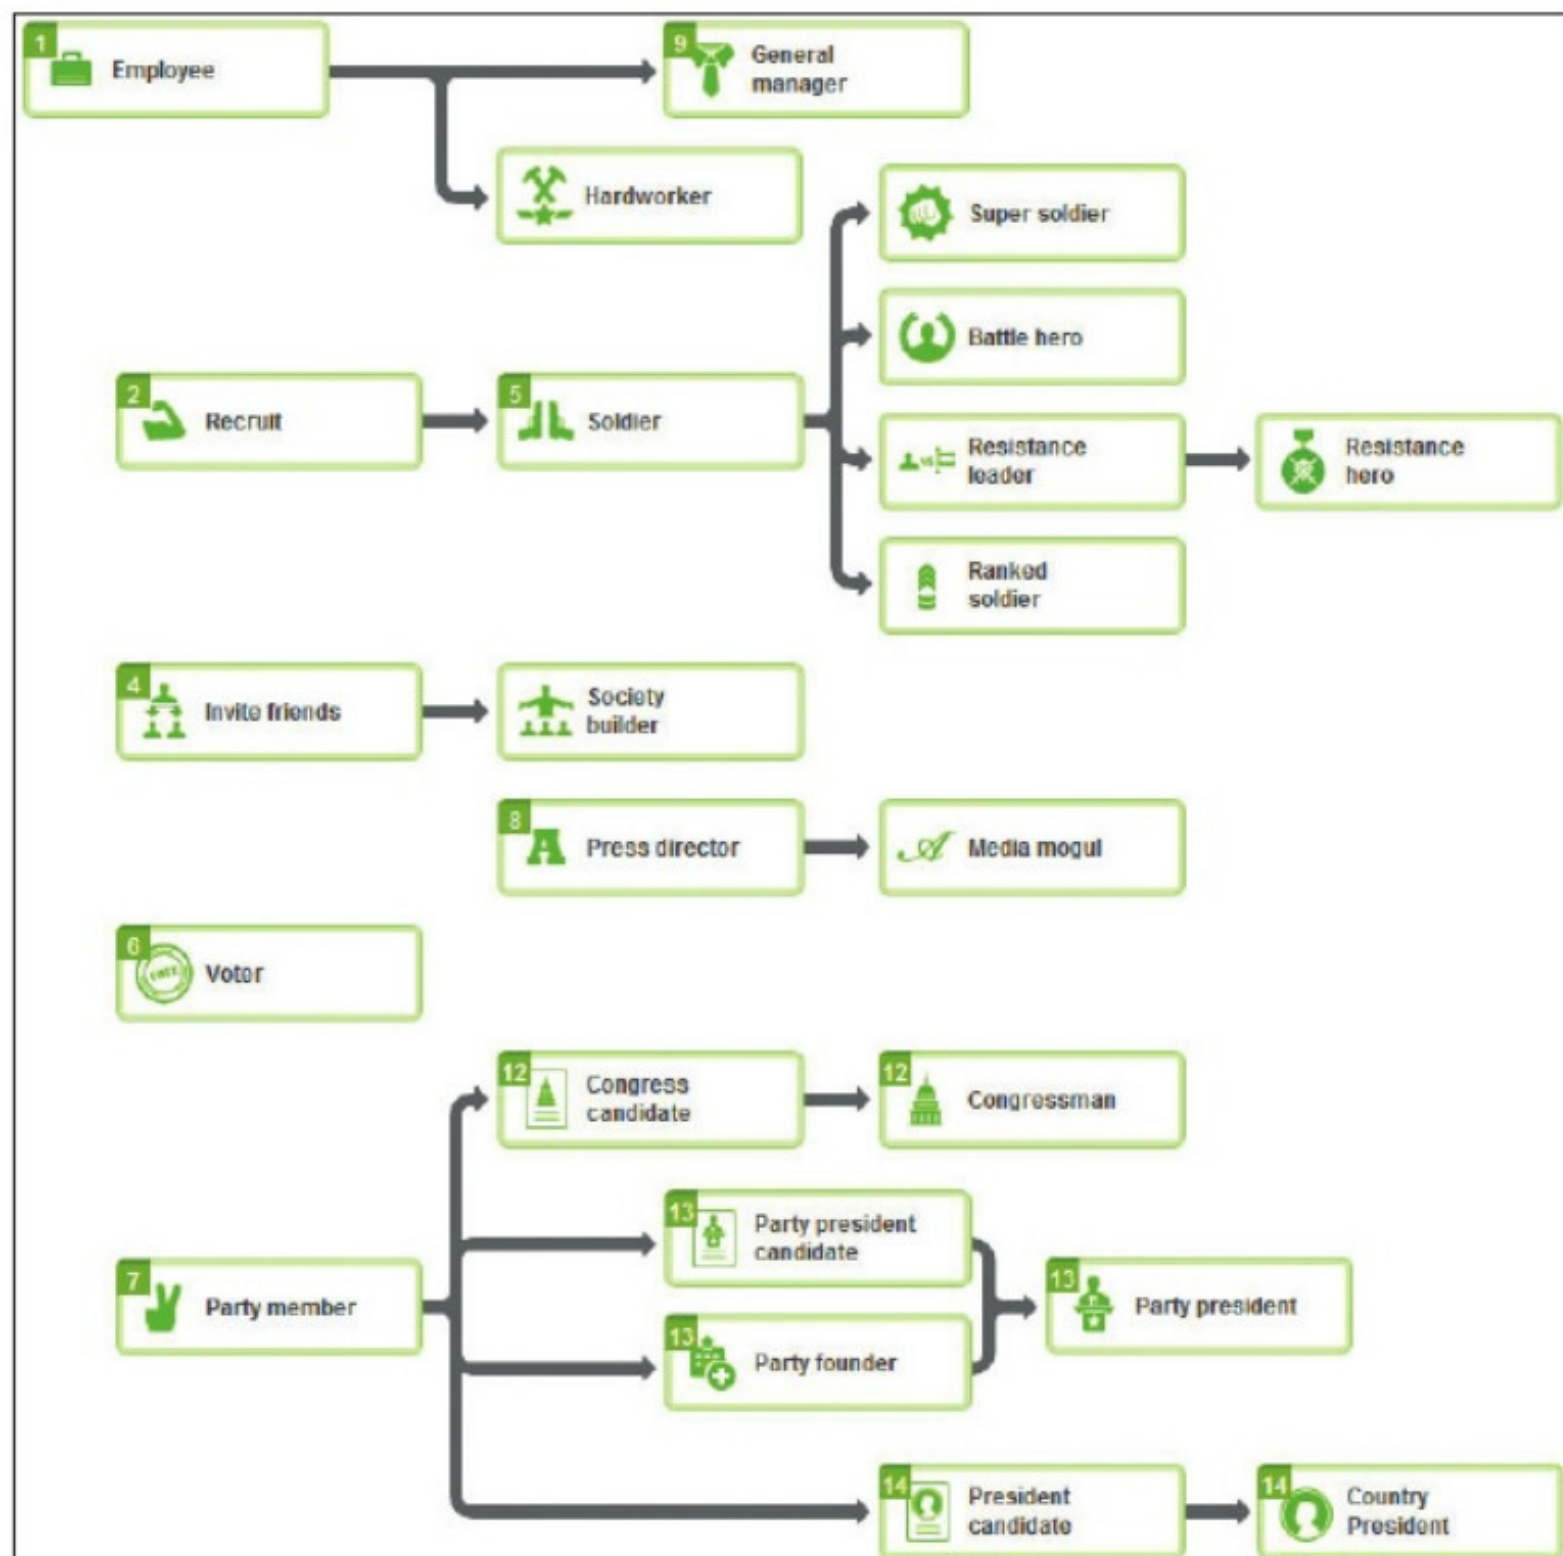 1
Employee
9
General
manager
Hardworker
Super soldier
Battle hero
2
Recruit
5
Soldier
VS
Resistance
leader
Resistance
hero
Ranked
soldier
4
Invite friends
Society
builder
8
A
Press director
A
Media mogul
6
VOTE
Voter
12
Congress
candidate
12
Congressman
13
Party president
candidate
7
Party member
13
Party president
13
Party founder
14
President
candidate
14
Country
President